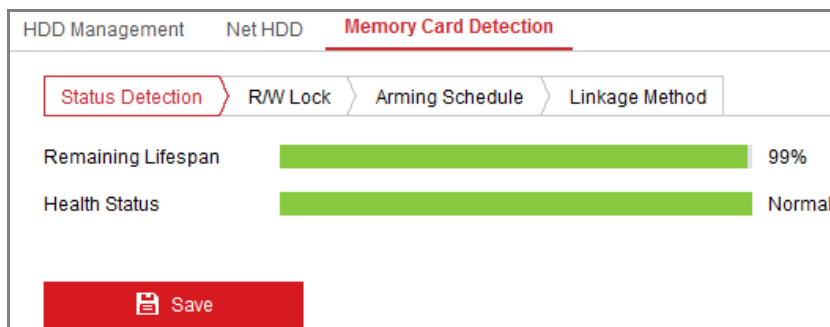 HDD Management Net HDD Memory Card Detection
Status Detection R/W Lock Arming Schedule Linkage Method
Remaining Lifespan 99%
Health Status Normal
Save